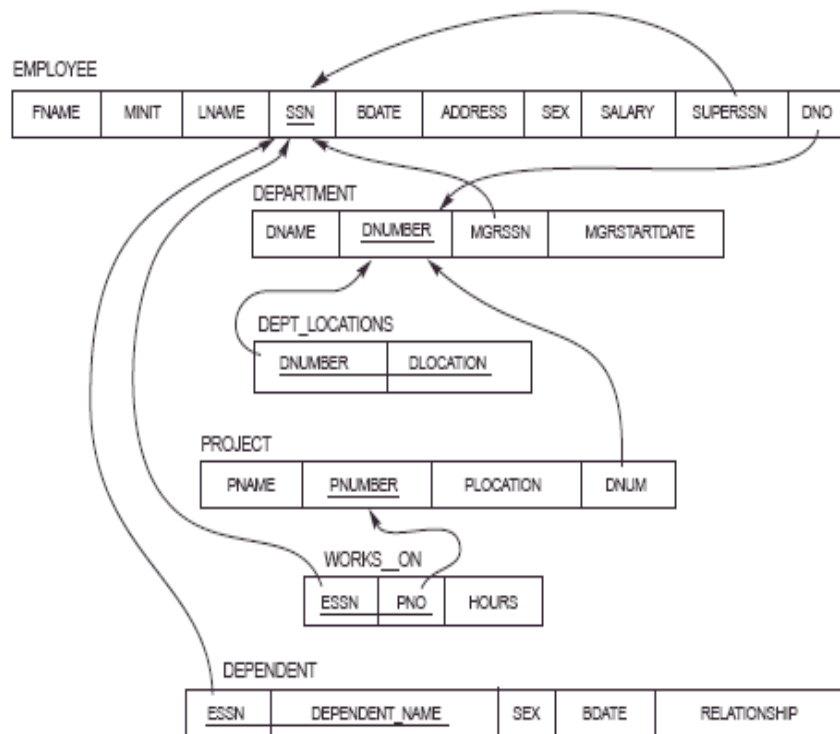 EMPLOYEE
FNAME MINIT LNAME SSN BDATE ADDRESS SEX SALARY SUPERSSN DNO
DEPARTMENT
DNAME DNUMBER MGRSSN MGRSTARTDATE
DEPT_LOCATIONS
DNUMBER DLOCATION
PROJECT
PNAME PNUMBER PLOCATION DNUM
WORKS_ON
ESSN PNO HOURS
DEPENDENT
ESSN DEPENDENT_NAME SEX BDATE RELATIONSHIP